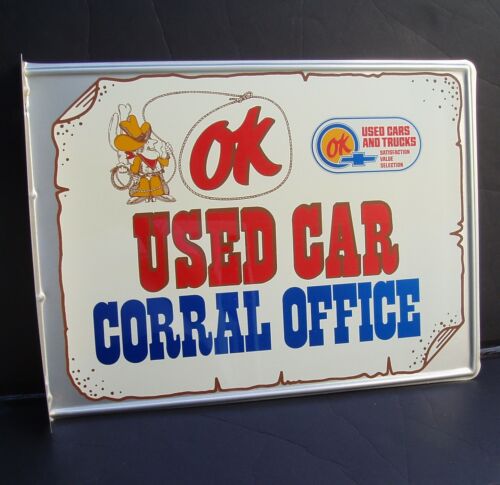 OK
OK
USED CARS
AND TRUCKS
SATISFACTION
VALUE
SELECTION
USED CAR
CORRAL OFFICE